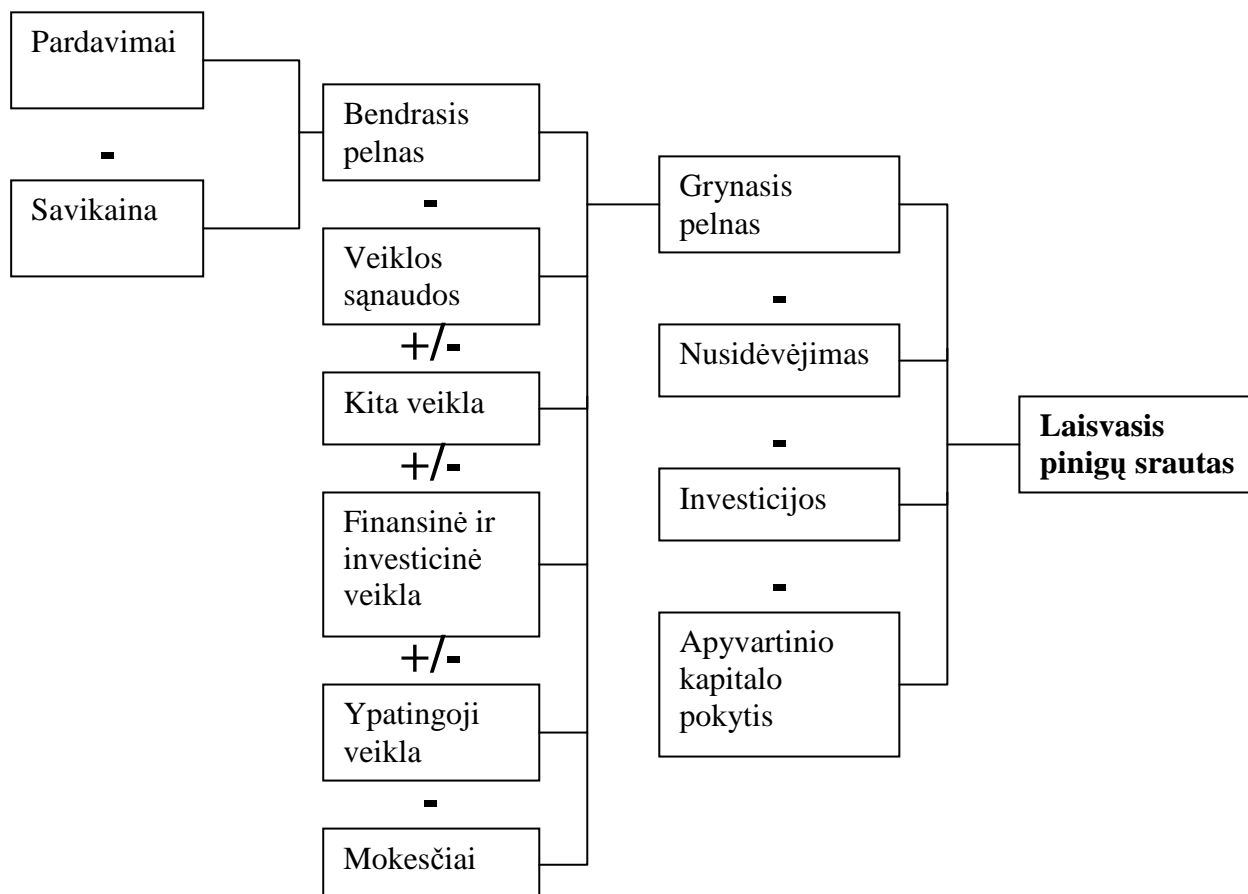 Pardavimai
-
Savikaina
Bendrasis
pelnas
-
Veiklos
sąnaudos
+/-
Kita veikla
+/-
Finansinė ir
investicinė
veikla
+/-
Ypatingoji
veikla
-
Mokesčiai
Grynasis
pelnas
-
Nusidėvėjimas
-
Investicijos
-
Apyvartinio
kapitalo
pokytis
Laisvasis
pinigų srautas